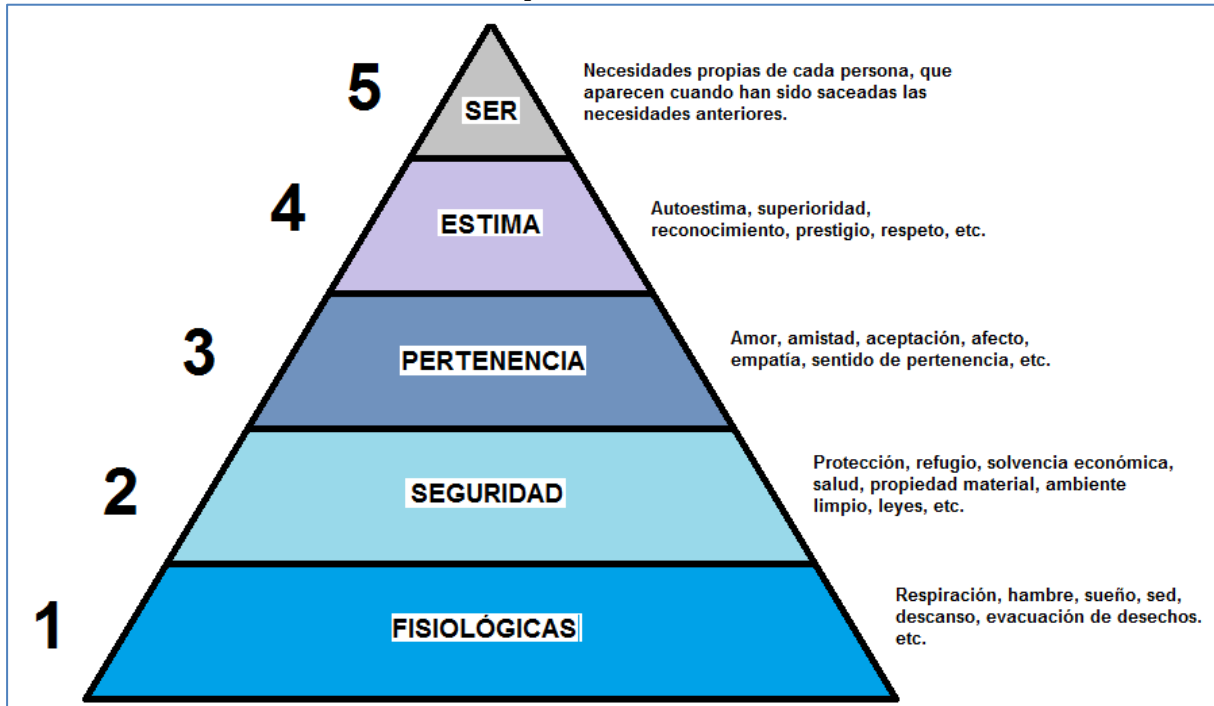 5
SER
Necesidades propias de cada persona, que
aparecen cuando han sido saceadas las
necesidades anteriores.
4
ESTIMA
Autoestima, superioridad,
reconocimiento, prestigio, respeto, etc.
3
PERTENENCIA
Amor, amistad, aceptación, afecto,
empatía, sentido de pertenencia, etc.
2
SEGURIDAD
Protección, refugio, solvencia económica,
salud, propiedad material, ambiente
limpio, leyes, etc.
1
FISIOLÓGICAS
Respiración, hambre, sueño, sed,
descanso, evacuación de desechos.
etc.